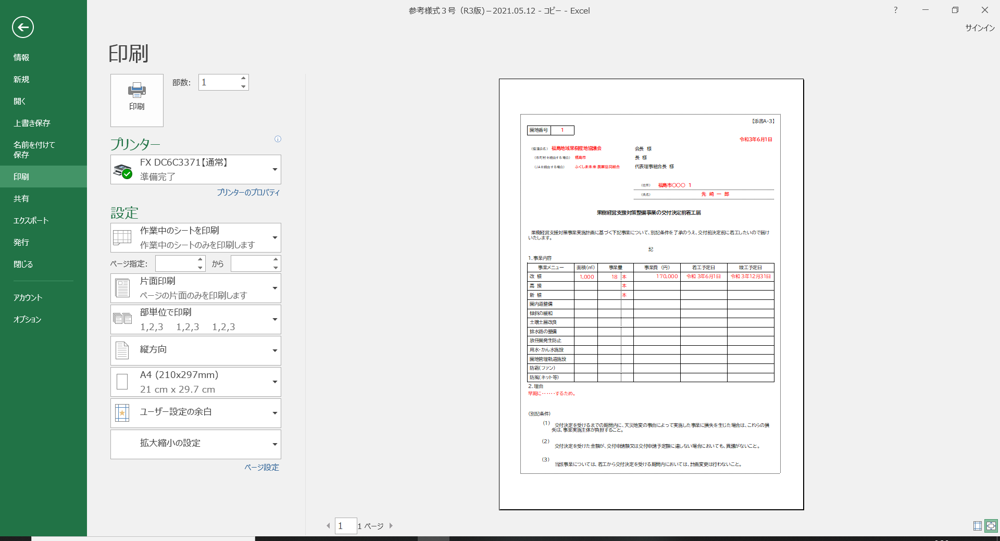 参考様式３号（R3版）－2021.05.12 - コピー - Excel
?
サインイン
情報
新規
開く
上書き保存
名前を付けて
保存
印刷
共有
エクスポート
発行
閉じる
アカウント
オプション
印刷
印刷
部数: 1
プリンター
FX DC6C3371【通常】
準備完了
プリンターのプロパティ
設定
作業中のシートを印刷
作業中のシートのみを印刷します
ページ指定: から
片面印刷
ページの片面のみを印刷します
部単位で印刷
1,2,3 1,2,3 1,2,3
縦方向
A4 (210x297mm)
21 cm x 29.7 cm
ユーザー設定の余白
拡大縮小の設定
ページ設定
【添書A-3】
園地番号 1
令和3年6月1日
（協議会名） 福島地域果樹産地協議会 会長 様
（市町村を経由する場合） 福島市 長 様
（JAを経由する場合） ふくしま未来 農業協同組合 代表理事組合長 様
（住所） 福島市〇〇〇 1
（氏名） 先 崎 一 郎
果樹経営支援対策整備事業の交付決定前着工届
果樹経営支援対策事業実施計画に基づく下記事業について、別記条件を了承のうえ、交付前決定前に着工したいので届け
いたします。
記
1．事業内容
事業メニュー 面積(㎡) 事業量 事業費（円） 着工予定日 竣工予定日
改 植 1,000 18 本 170,000 令和 3年6月1日 令和 3年12月31日
高 接 本
新 植 本
園内道整備
傾斜の緩和
土壌土層改良
排水路の整備
放任園発生防止
用水・かん水施設
園地管理軌道施設
防霜(ファン)
防風(ネット等)
2．理由
早期に・・・・・・するため。
(別記条件)
(1) 交付決定を受けるまでの期間内に、天災地変の事由によって実施した事業に損失を生じた場合は、これらの損
失は、事業実施主体が負担すること。
(2) 交付決定を受けた金額が、交付申請額又は交付申請予定額に達しない場合においても、異議がないこと。
(3) 当該事業については、着工から交付決定を受ける期間内においては、計画変更は行わないこと。
1 1 ページ